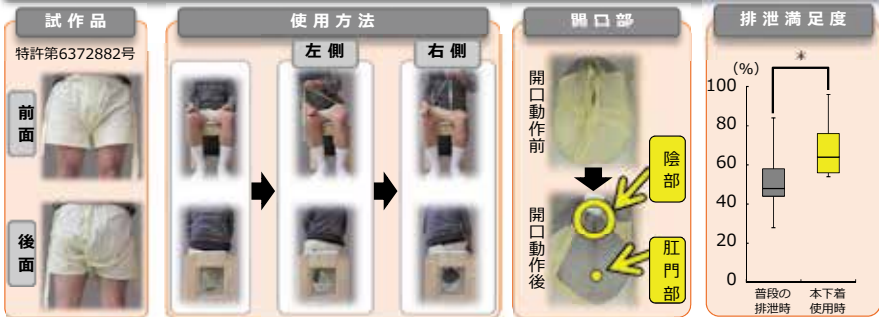 試作品
特許第6372882号
前面
後面
使用方法
左側
右側
開口部
開口動作前
開口動作後
陰部
肛門部
排泄満足度
(%)
*
100
80
60
40
20
0
普段の
排泄時
本下着
使用時